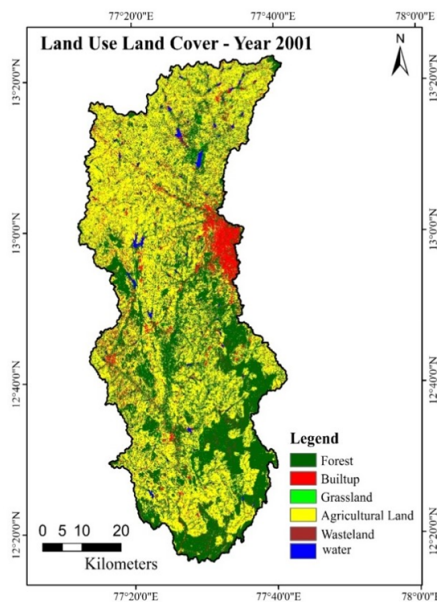 77°20'0"E 77°40'0"E 78°0'0"E
Land Use Land Cover - Year 2001
N
13°20'0"N 13°20'0"N
13°0'0"N 13°0'0"N
12°40'0"N 12°40'0"N
Legend
Forest
Builtup
Grassland
Agricultural Land
Wasteland
water
0 5 10 20
Kilometers
12°20'0"N 12°20'0"N
77°20'0"E 77°40'0"E 78°0'0"E